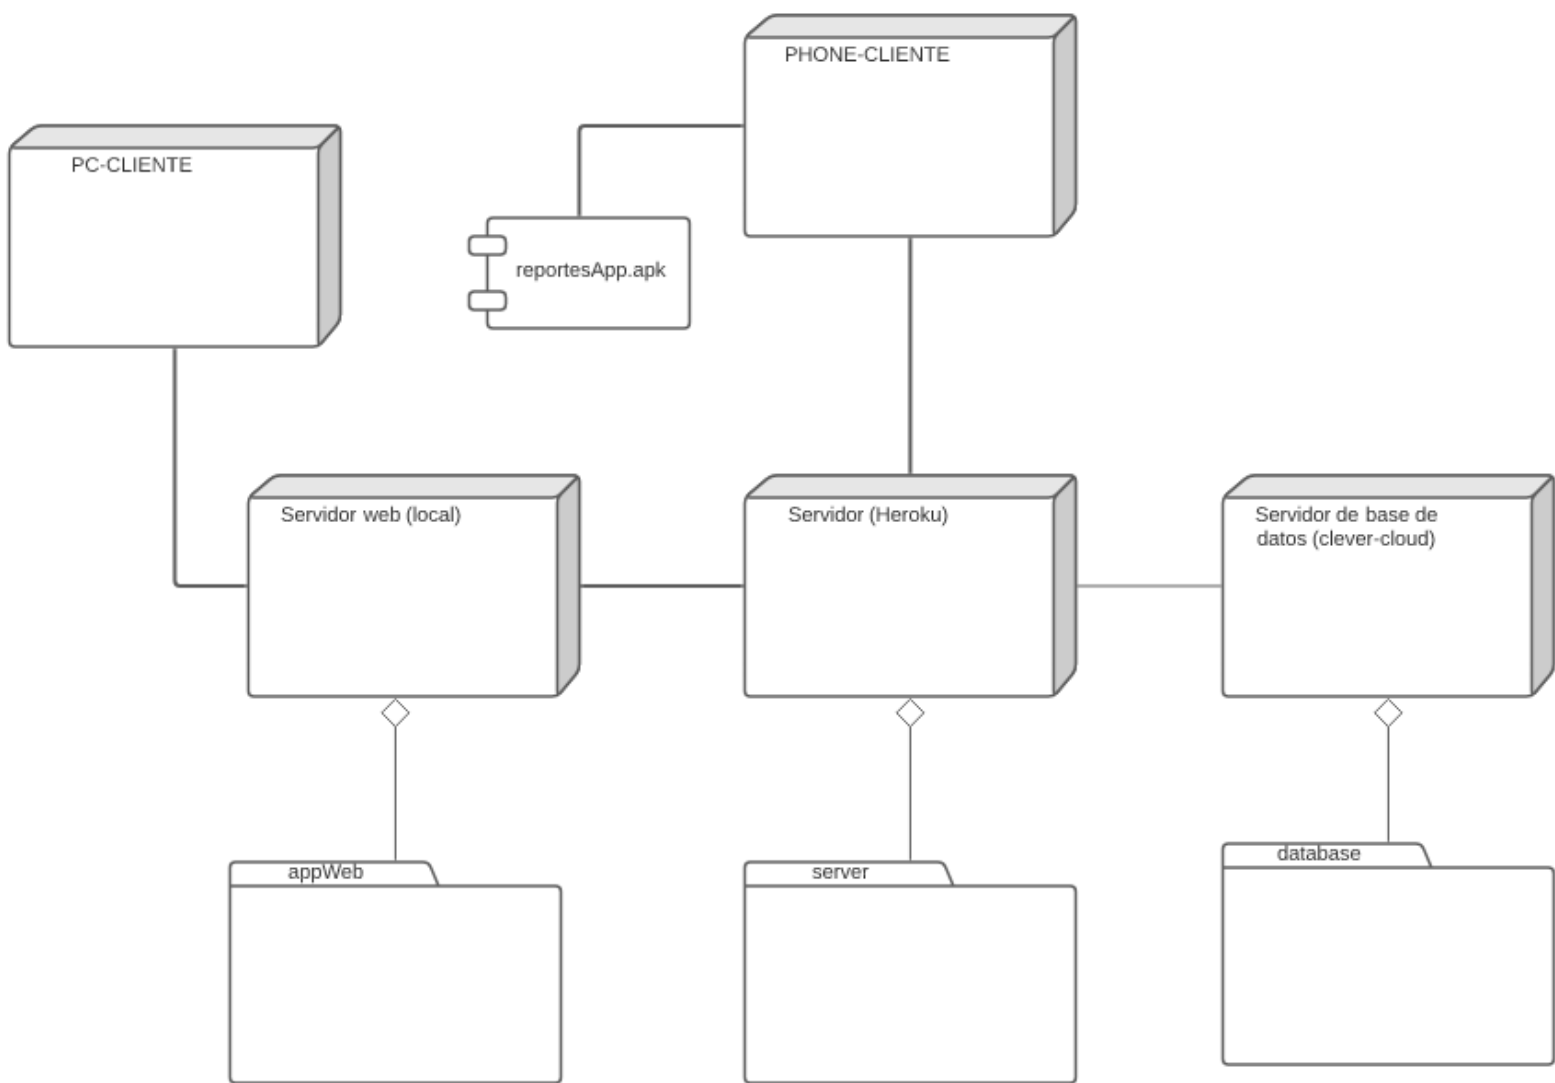 PHONE-CLIENTE
PC-CLIENTE
reportesApp.apk
Servidor web (local)
Servidor (Heroku)
Servidor de base de
datos (clever-cloud)
appWeb
server
database